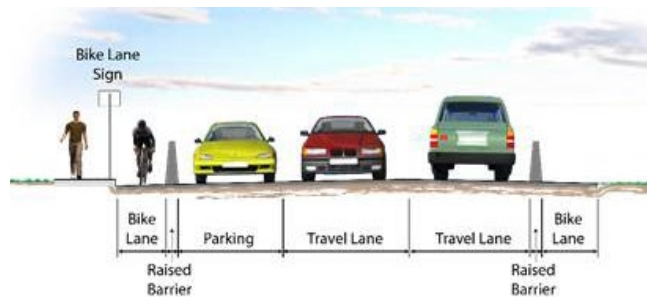 Bike Lane
Sign
Bike
Lane
Parking
Travel Lane
Travel Lane
Bike
Lane
Raised
Barrier
Raised
Barrier